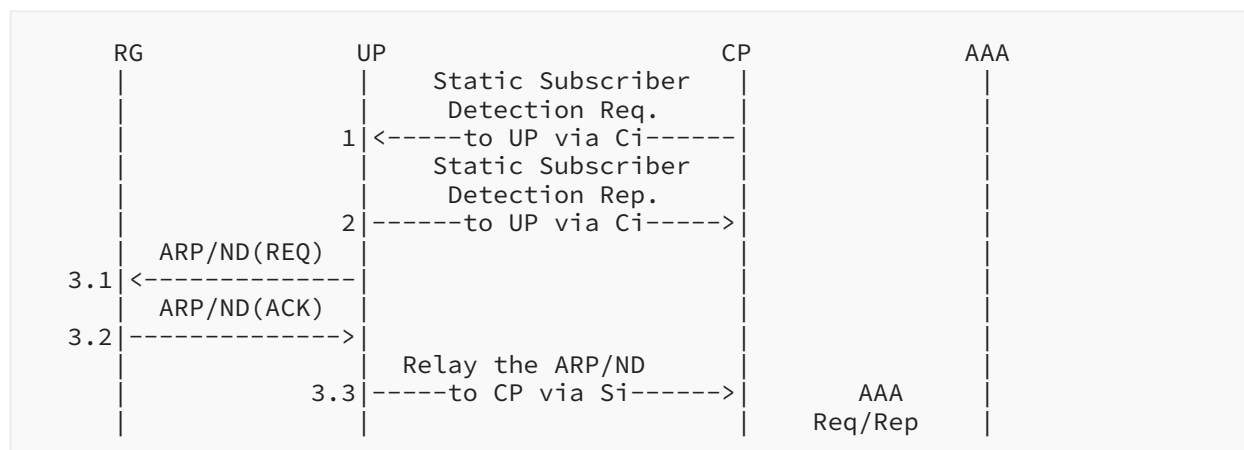 RG UP CP AAA
Static Subscriber
Detection Req.
1|<-----to UP via Ci------|
Static Subscriber
Detection Rep.
2|------to UP via Ci----->|
ARP/ND(REQ)
3.1|<--------------|
ARP/ND(ACK)
3.2|-------------->|
Relay the ARP/ND
3.3|-----to CP via Si------>| AAA
Req/Rep